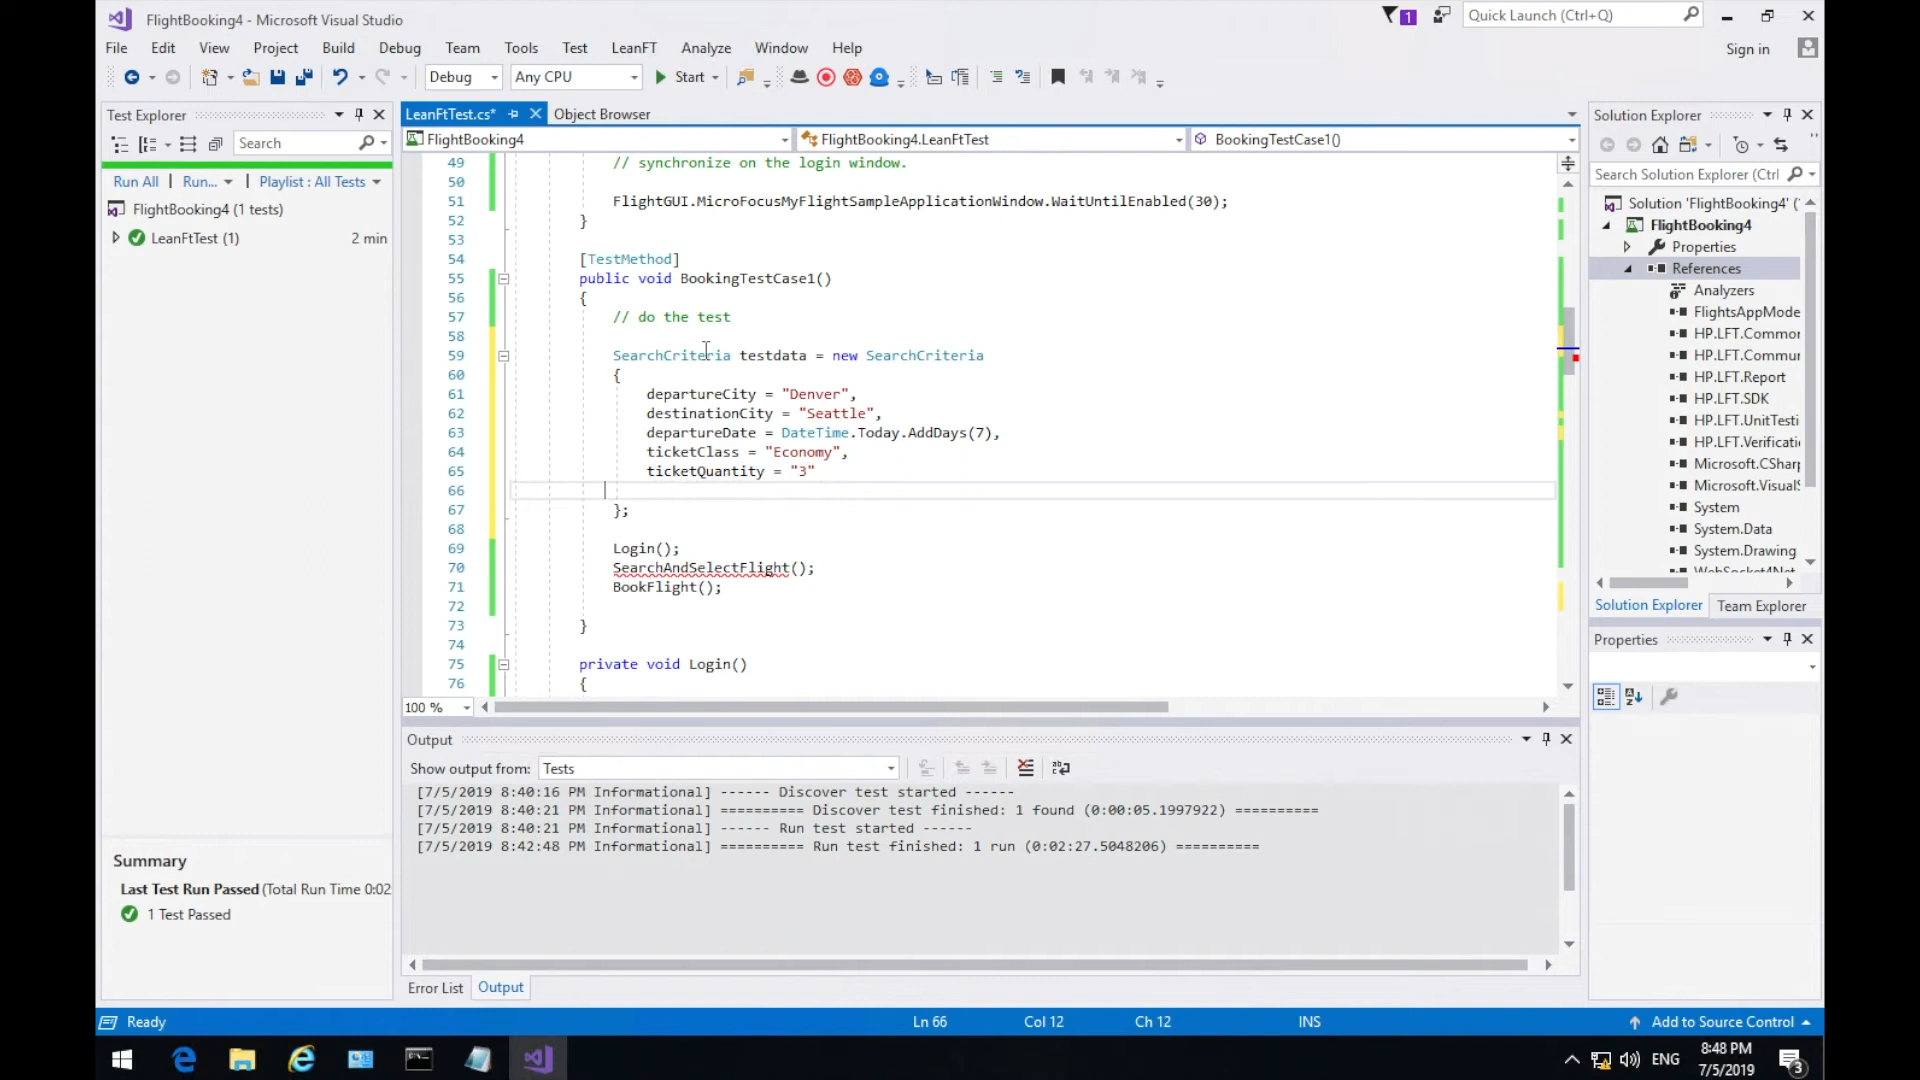 FlightBooking4 - Microsoft Visual Studio
1
Quick Launch (Ctrl+Q)
File Edit View Project Build Debug Team Tools Test LeanFT Analyze Window Help
Sign in
Debug Any CPU Start
Test Explorer
Search
Run All | Run... | Playlist : All Tests
FlightBooking4 (1 tests)
LeanFtTest (1) 2 min
Summary
Last Test Run Passed (Total Run Time 0:02
1 Test Passed
LeanFtTest.cs* Object Browser
FlightBooking4 FlightBooking4.LeanFtTest BookingTestCase1()
49 // synchronize on the login window.
50
51 FlightGUI.MicroFocusMyFlightSampleApplicationWindow.WaitUntilEnabled(30);
52 }
53
54 [TestMethod]
55 public void BookingTestCase1()
56 {
57 // do the test
58
59 SearchCriteria testdata = new SearchCriteria
60 {
61 departureCity = "Denver",
62 destinationCity = "Seattle",
63 departureDate = DateTime.Today.AddDays(7),
64 ticketClass = "Economy",
65 ticketQuantity = "3"
66
67 };
68
69 Login();
70 SearchAndSelectFlight();
71 BookFlight();
72
73 }
74
75 private void Login()
76 {
100 %
Output
Show output from: Tests
[7/5/2019 8:40:16 PM Informational] ------ Discover test started ------
[7/5/2019 8:40:21 PM Informational] ========== Discover test finished: 1 found (0:00:05.1997922) ==========
[7/5/2019 8:40:21 PM Informational] ------ Run test started ------
[7/5/2019 8:42:48 PM Informational] ========== Run test finished: 1 run (0:02:27.5048206) ==========
Error List Output
Solution Explorer
Search Solution Explorer (Ctrl
Solution 'FlightBooking4' (
FlightBooking4
Properties
References
Analyzers
FlightsAppMode
HP.LFT.Commor
HP.LFT.Commur
HP.LFT.Report
HP.LFT.SDK
HP.LFT.UnitTesti
HP.LFT.Verificati
Microsoft.CShar
Microsoft.Visual
System
System.Data
System.Drawing
Solution Explorer Team Explorer
Properties
Ready Ln 66 Col 12 Ch 12 INS Add to Source Control
ENG
8:48 PM
7/5/2019
3